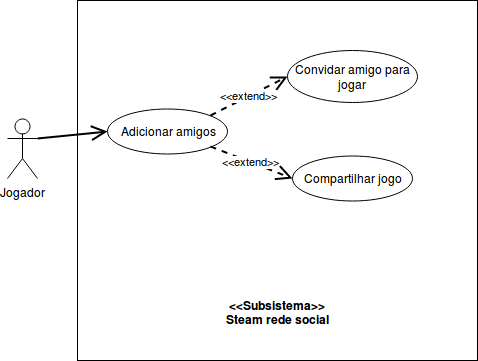 Convidar amigo para
jogar
<<extend>>
Adicionar amigos
<<extend>>
Compartilhar jogo
Jogador
<<Subsistema>>
Steam rede social